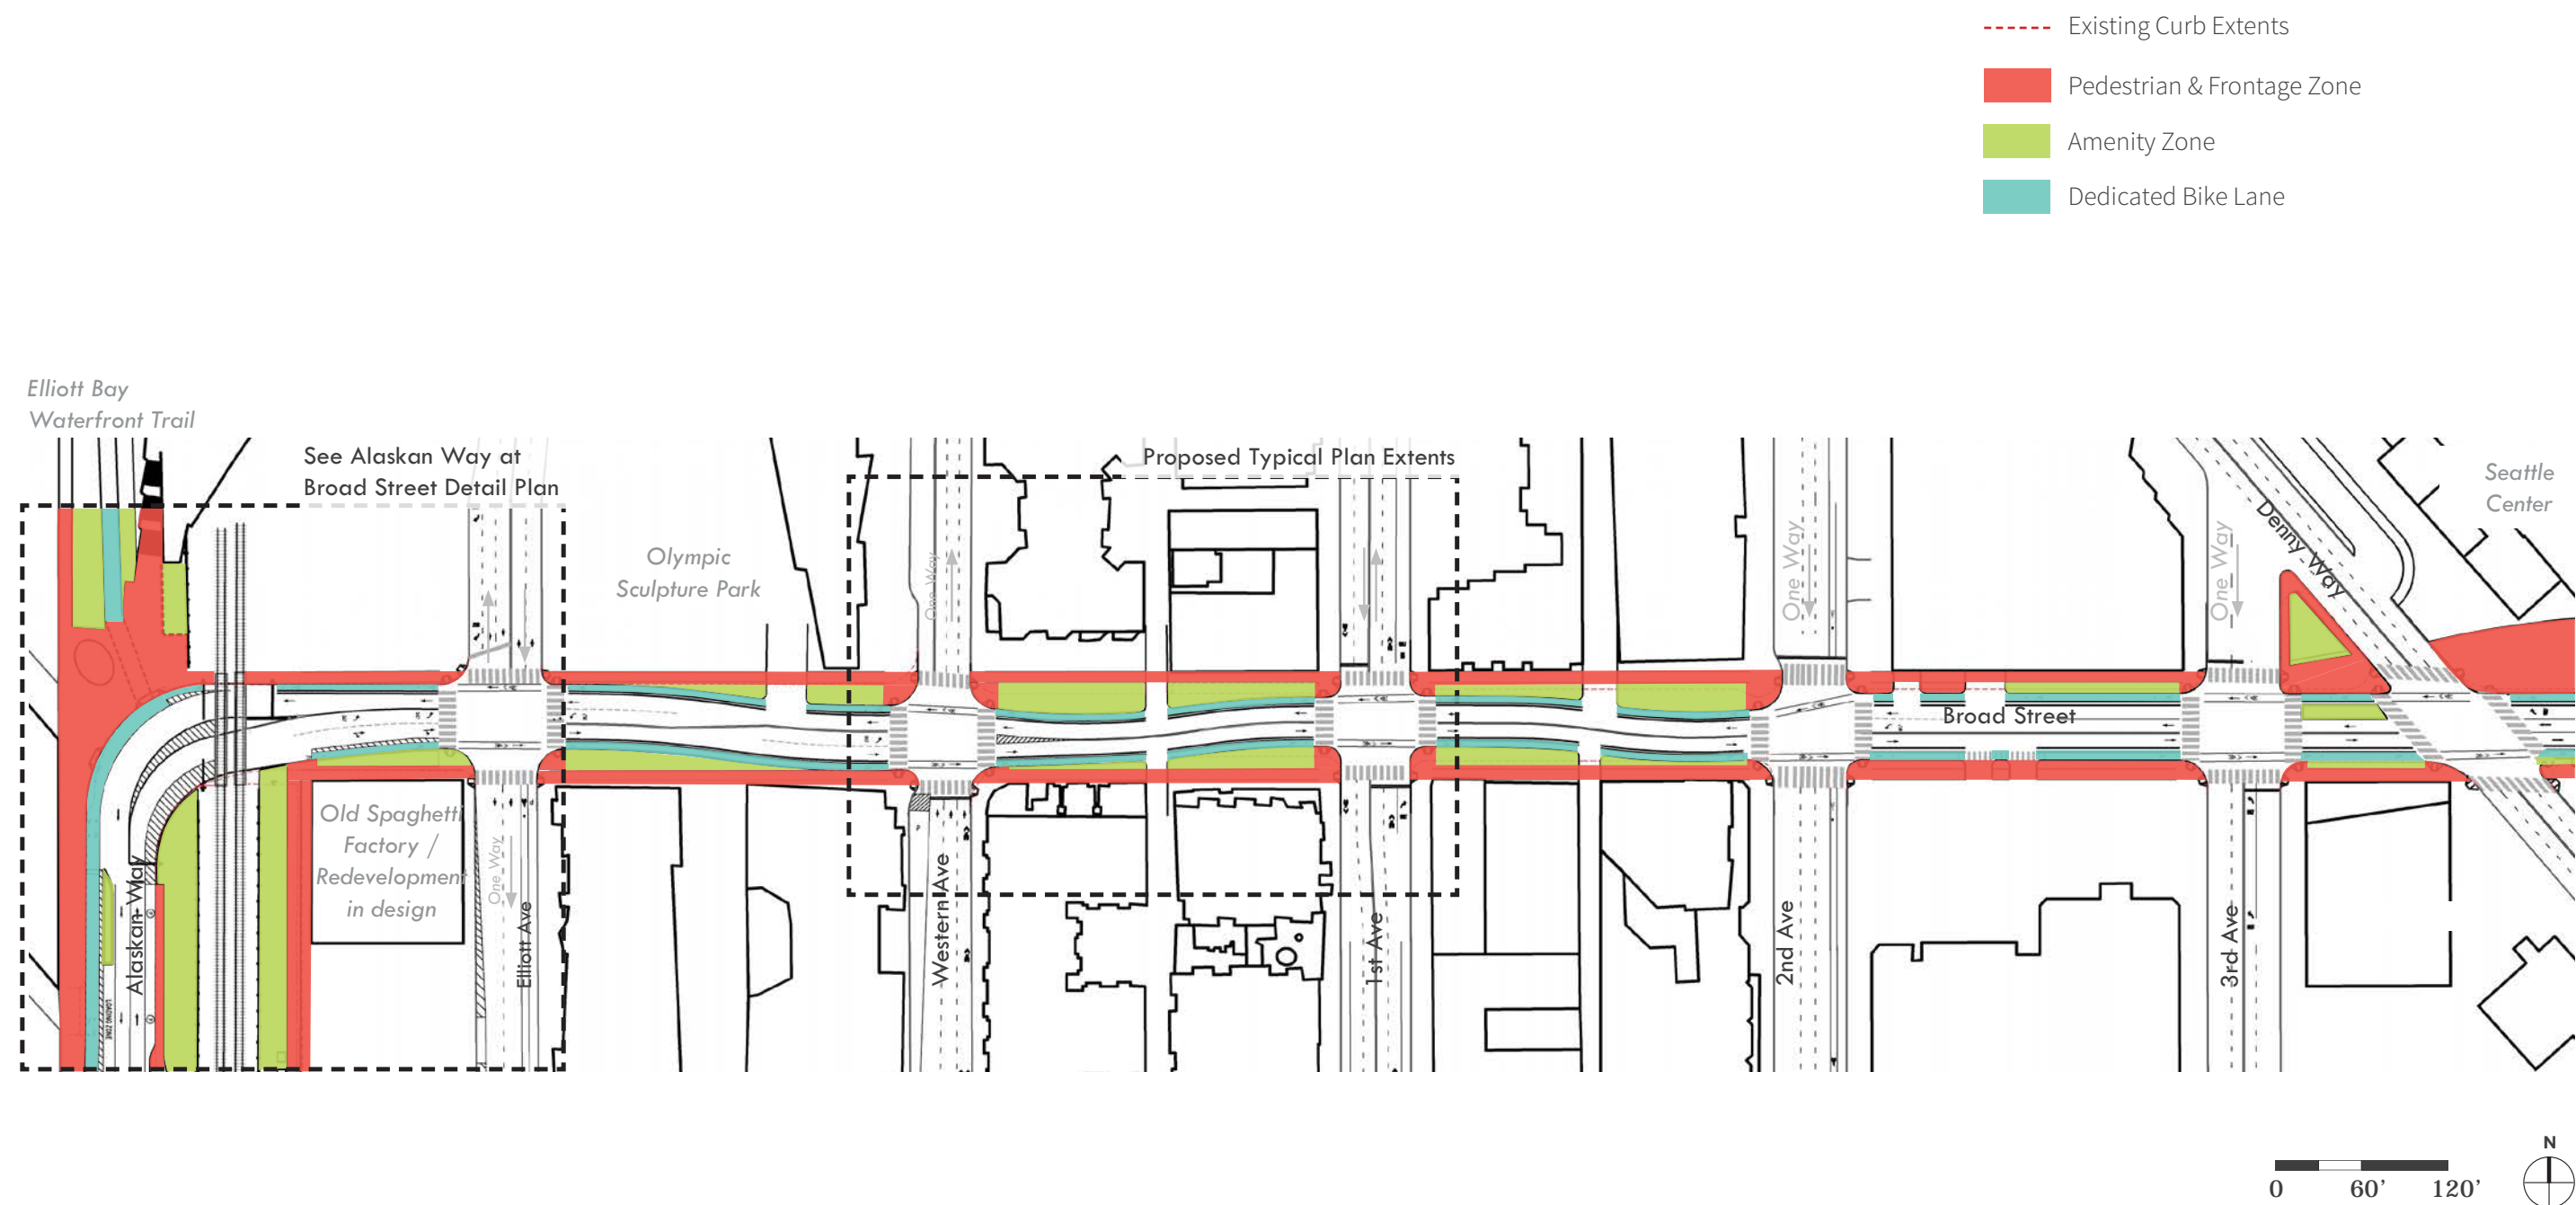 Existing Curb Extents
Pedestrian & Frontage Zone
Amenity Zone
Dedicated Bike Lane
Elliott Bay
Waterfront Trail
See Alaskan Way at
Broad Street Detail Plan
Proposed Typical Plan Extents
Seattle
Center
Olympic
Sculpture Park
One Way
One Way
One Way
Denny Way
Broad Street
Old Spaghetti
Factory /
Redevelopment
in design
One Way
Alaskan Way
Elliott Ave
Western Ave
1st Ave
2nd Ave
3rd Ave
LOADING ZONE
N
0 60' 120'